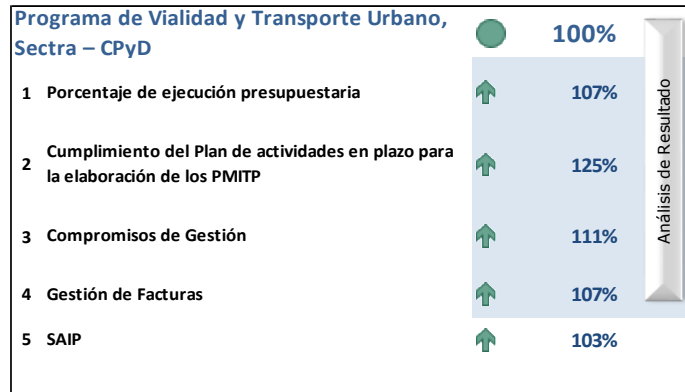 Programa de Vialidad y Transporte Urbano,
Sectra – CPyD
100%
1 Porcentaje de ejecución presupuestaria 107%
2 Cumplimiento del Plan de actividades en plazo para
la elaboración de los PMITP 125%
3 Compromisos de Gestión 111%
4 Gestión de Facturas 107%
5 SAIP 103%
Análisis de Resultado